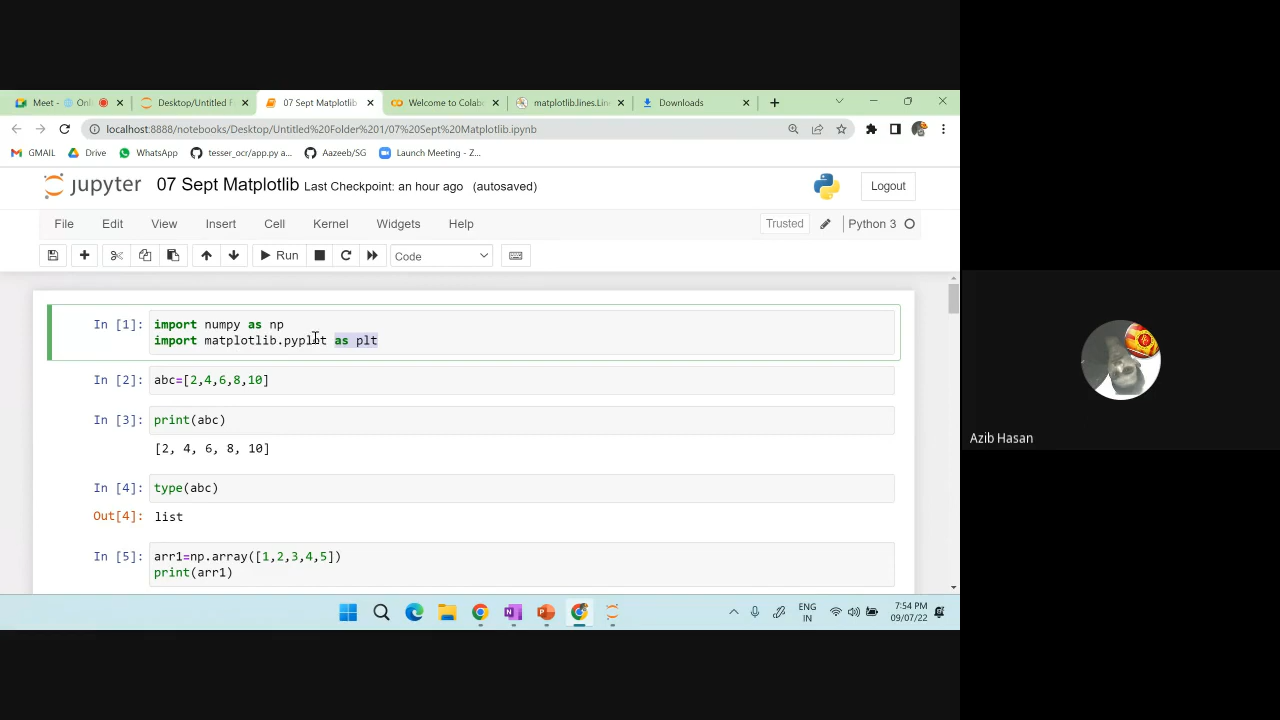 Meet - Onl
Desktop/Untitled F
07 Sept Matplotlib
Welcome to Colab
matplotlib.lines.Lin
Downloads
localhost:8888/notebooks/Desktop/Untitled%20Folder%201/07%20Sept%20Matplotlib.ipynb
GMAIL
Drive
WhatsApp
tesser_ocr/app.py a...
Aazeeb/SG
Launch Meeting - Z...
jupyter 07 Sept Matplotlib Last Checkpoint: an hour ago (autosaved)
Logout
File Edit View Insert Cell Kernel Widgets Help
Trusted
Python 3
Run
Code
In [1]: import numpy as np
import matplotlib.pyplot as plt
In [2]: abc=[2,4,6,8,10]
In [3]: print(abc)
[2, 4, 6, 8, 10]
In [4]: type(abc)
Out[4]: list
In [5]: arr1=np.array([1,2,3,4,5])
print(arr1)
Azib Hasan
ENG
IN
7:54 PM
09/07/22